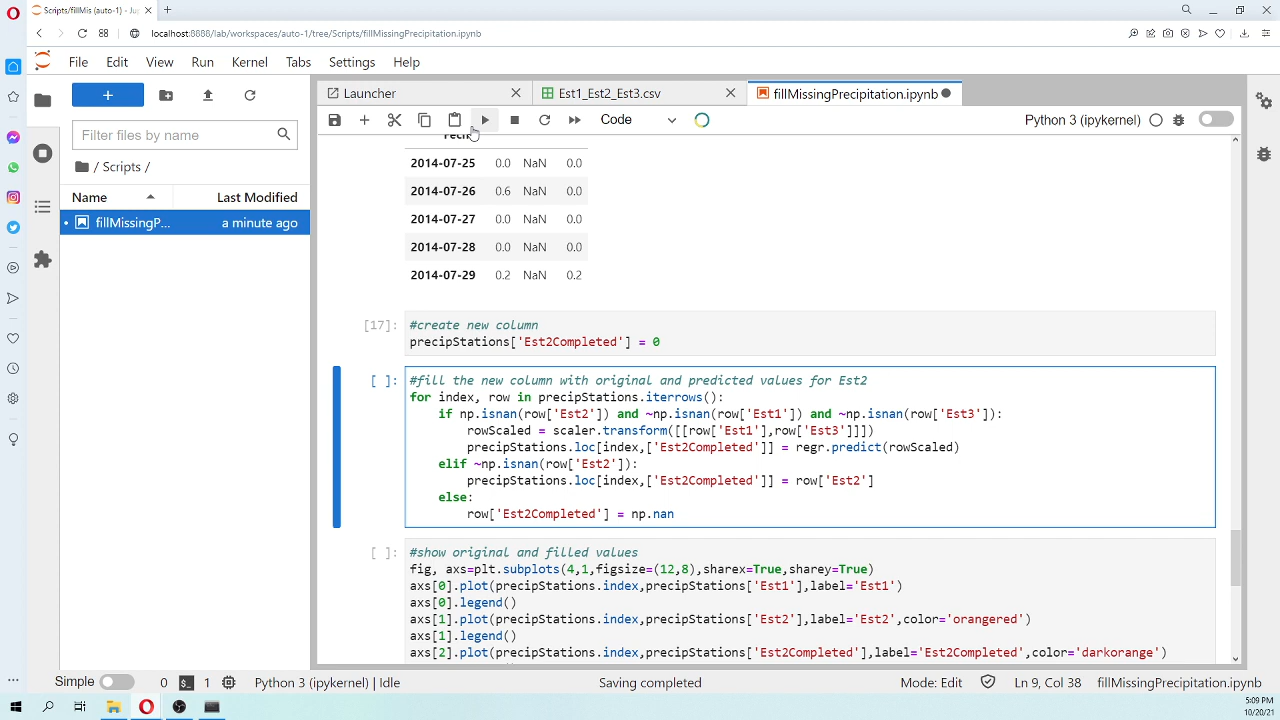 Scripts/fillMis (auto-1) - Ju
localhost:8888/lab/workspaces/auto-1/tree/Scripts/fillMissingPrecipitation.ipynb
File Edit View Run Kernel Tabs Settings Help
Launcher
Est1_Est2_Est3.csv
fillMissingPrecipitation.ipynb
Filter files by name
Code
Python 3 (ipykernel)
/ Scripts /
Name Last Modified
fillMissingP... a minute ago
2014-07-25 0.0 NaN 0.0
2014-07-26 0.6 NaN 0.0
2014-07-27 0.0 NaN 0.0
2014-07-28 0.0 NaN 0.0
2014-07-29 0.2 NaN 0.2
[17]: #create new column
precipStations['Est2Completed'] = 0
[ ]: #fill the new column with original and predicted values for Est2
for index, row in precipStations.iterrows():
if np.isnan(row['Est2']) and ~np.isnan(row['Est1']) and ~np.isnan(row['Est3']):
rowScaled = scaler.transform([[row['Est1'],row['Est3']]])
precipStations.loc[index,['Est2Completed']] = regr.predict(rowScaled)
elif ~np.isnan(row['Est2']):
precipStations.loc[index,['Est2Completed']] = row['Est2']
else:
row['Est2Completed'] = np.nan
[ ]: #show original and filled values
fig, axs=plt.subplots(4,1,figsize=(12,8),sharex=True,sharey=True)
axs[0].plot(precipStations.index,precipStations['Est1'],label='Est1')
axs[0].legend()
axs[1].plot(precipStations.index,precipStations['Est2'],label='Est2',color='orangered')
axs[1].legend()
axs[2].plot(precipStations.index,precipStations['Est2Completed'],label='Est2Completed',color='darkorange')
Simple 0 1 Python 3 (ipykernel) | Idle Saving completed Mode: Edit Ln 9, Col 38 fillMissingPrecipitation.ipynb
5:09 PM
10/20/21